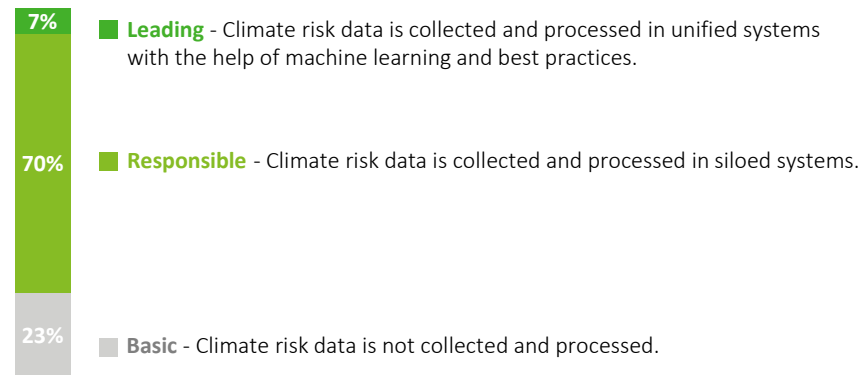 7%
Leading - Climate risk data is collected and processed in unified systems
with the help of machine learning and best practices.
70%
Responsible - Climate risk data is collected and processed in siloed systems.
23%
Basic - Climate risk data is not collected and processed.